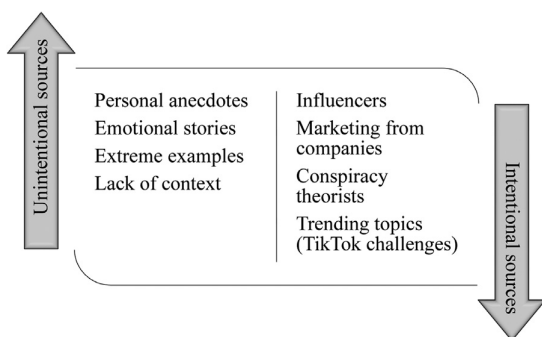 Unintentional sources
Personal anecdotes
Emotional stories
Extreme examples
Lack of context
Influencers
Marketing from
companies
Conspiracy
theorists
Trending topics
(TikTok challenges)
Intentional sources